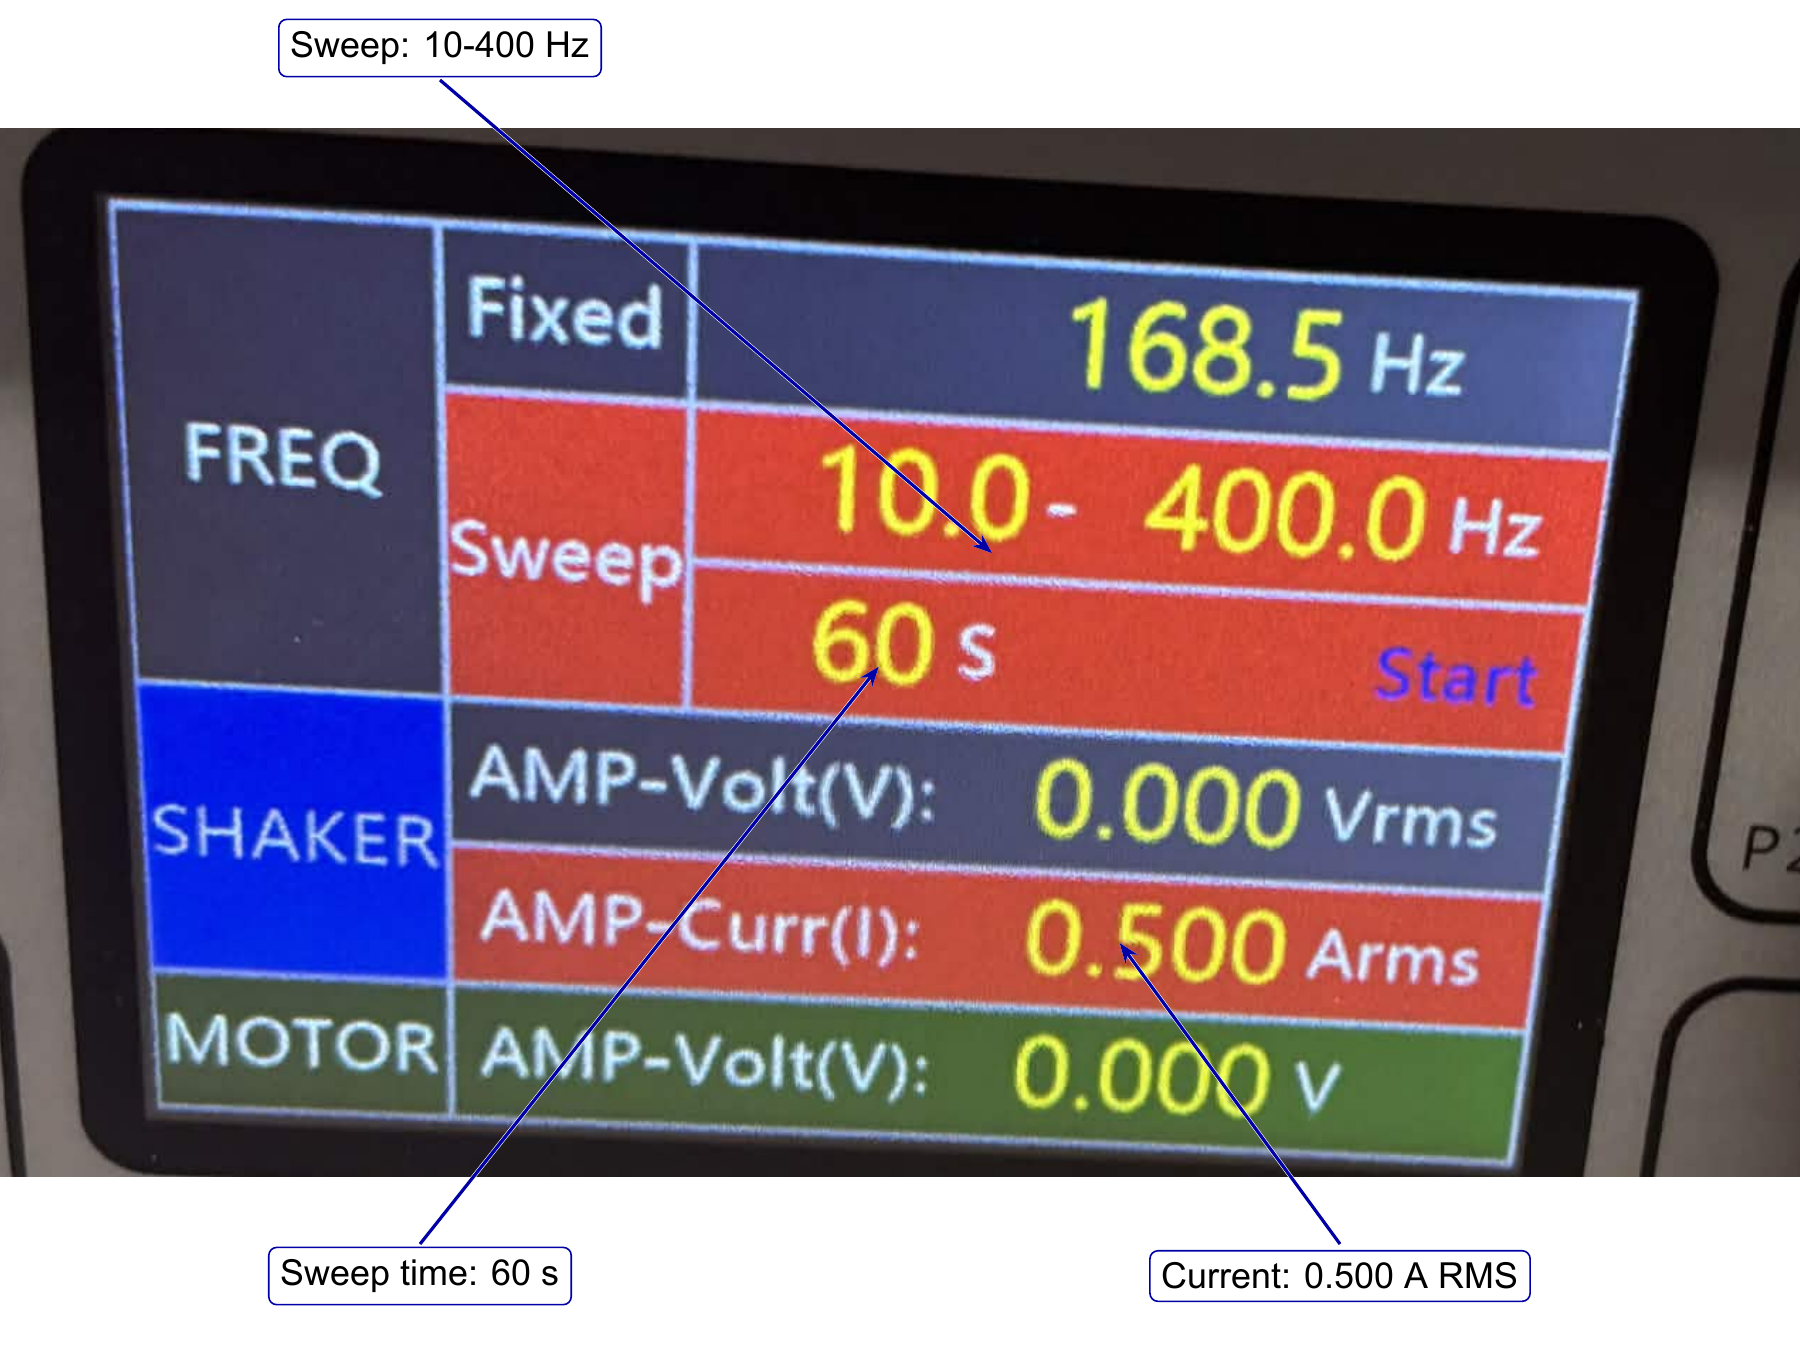 Sweep: 10-400 Hz
Fixed 168.5 Hz
FREQ
Sweep
10.0 - 400.0 Hz
60 S Start
SHAKER
AMP-Volt(V): 0.000 Vrms
AMP-Curr(I): 0.500 Arms
MOTOR AMP-Volt(V): 0.000 V
Sweep time: 60 s
Current: 0.500 A RMS